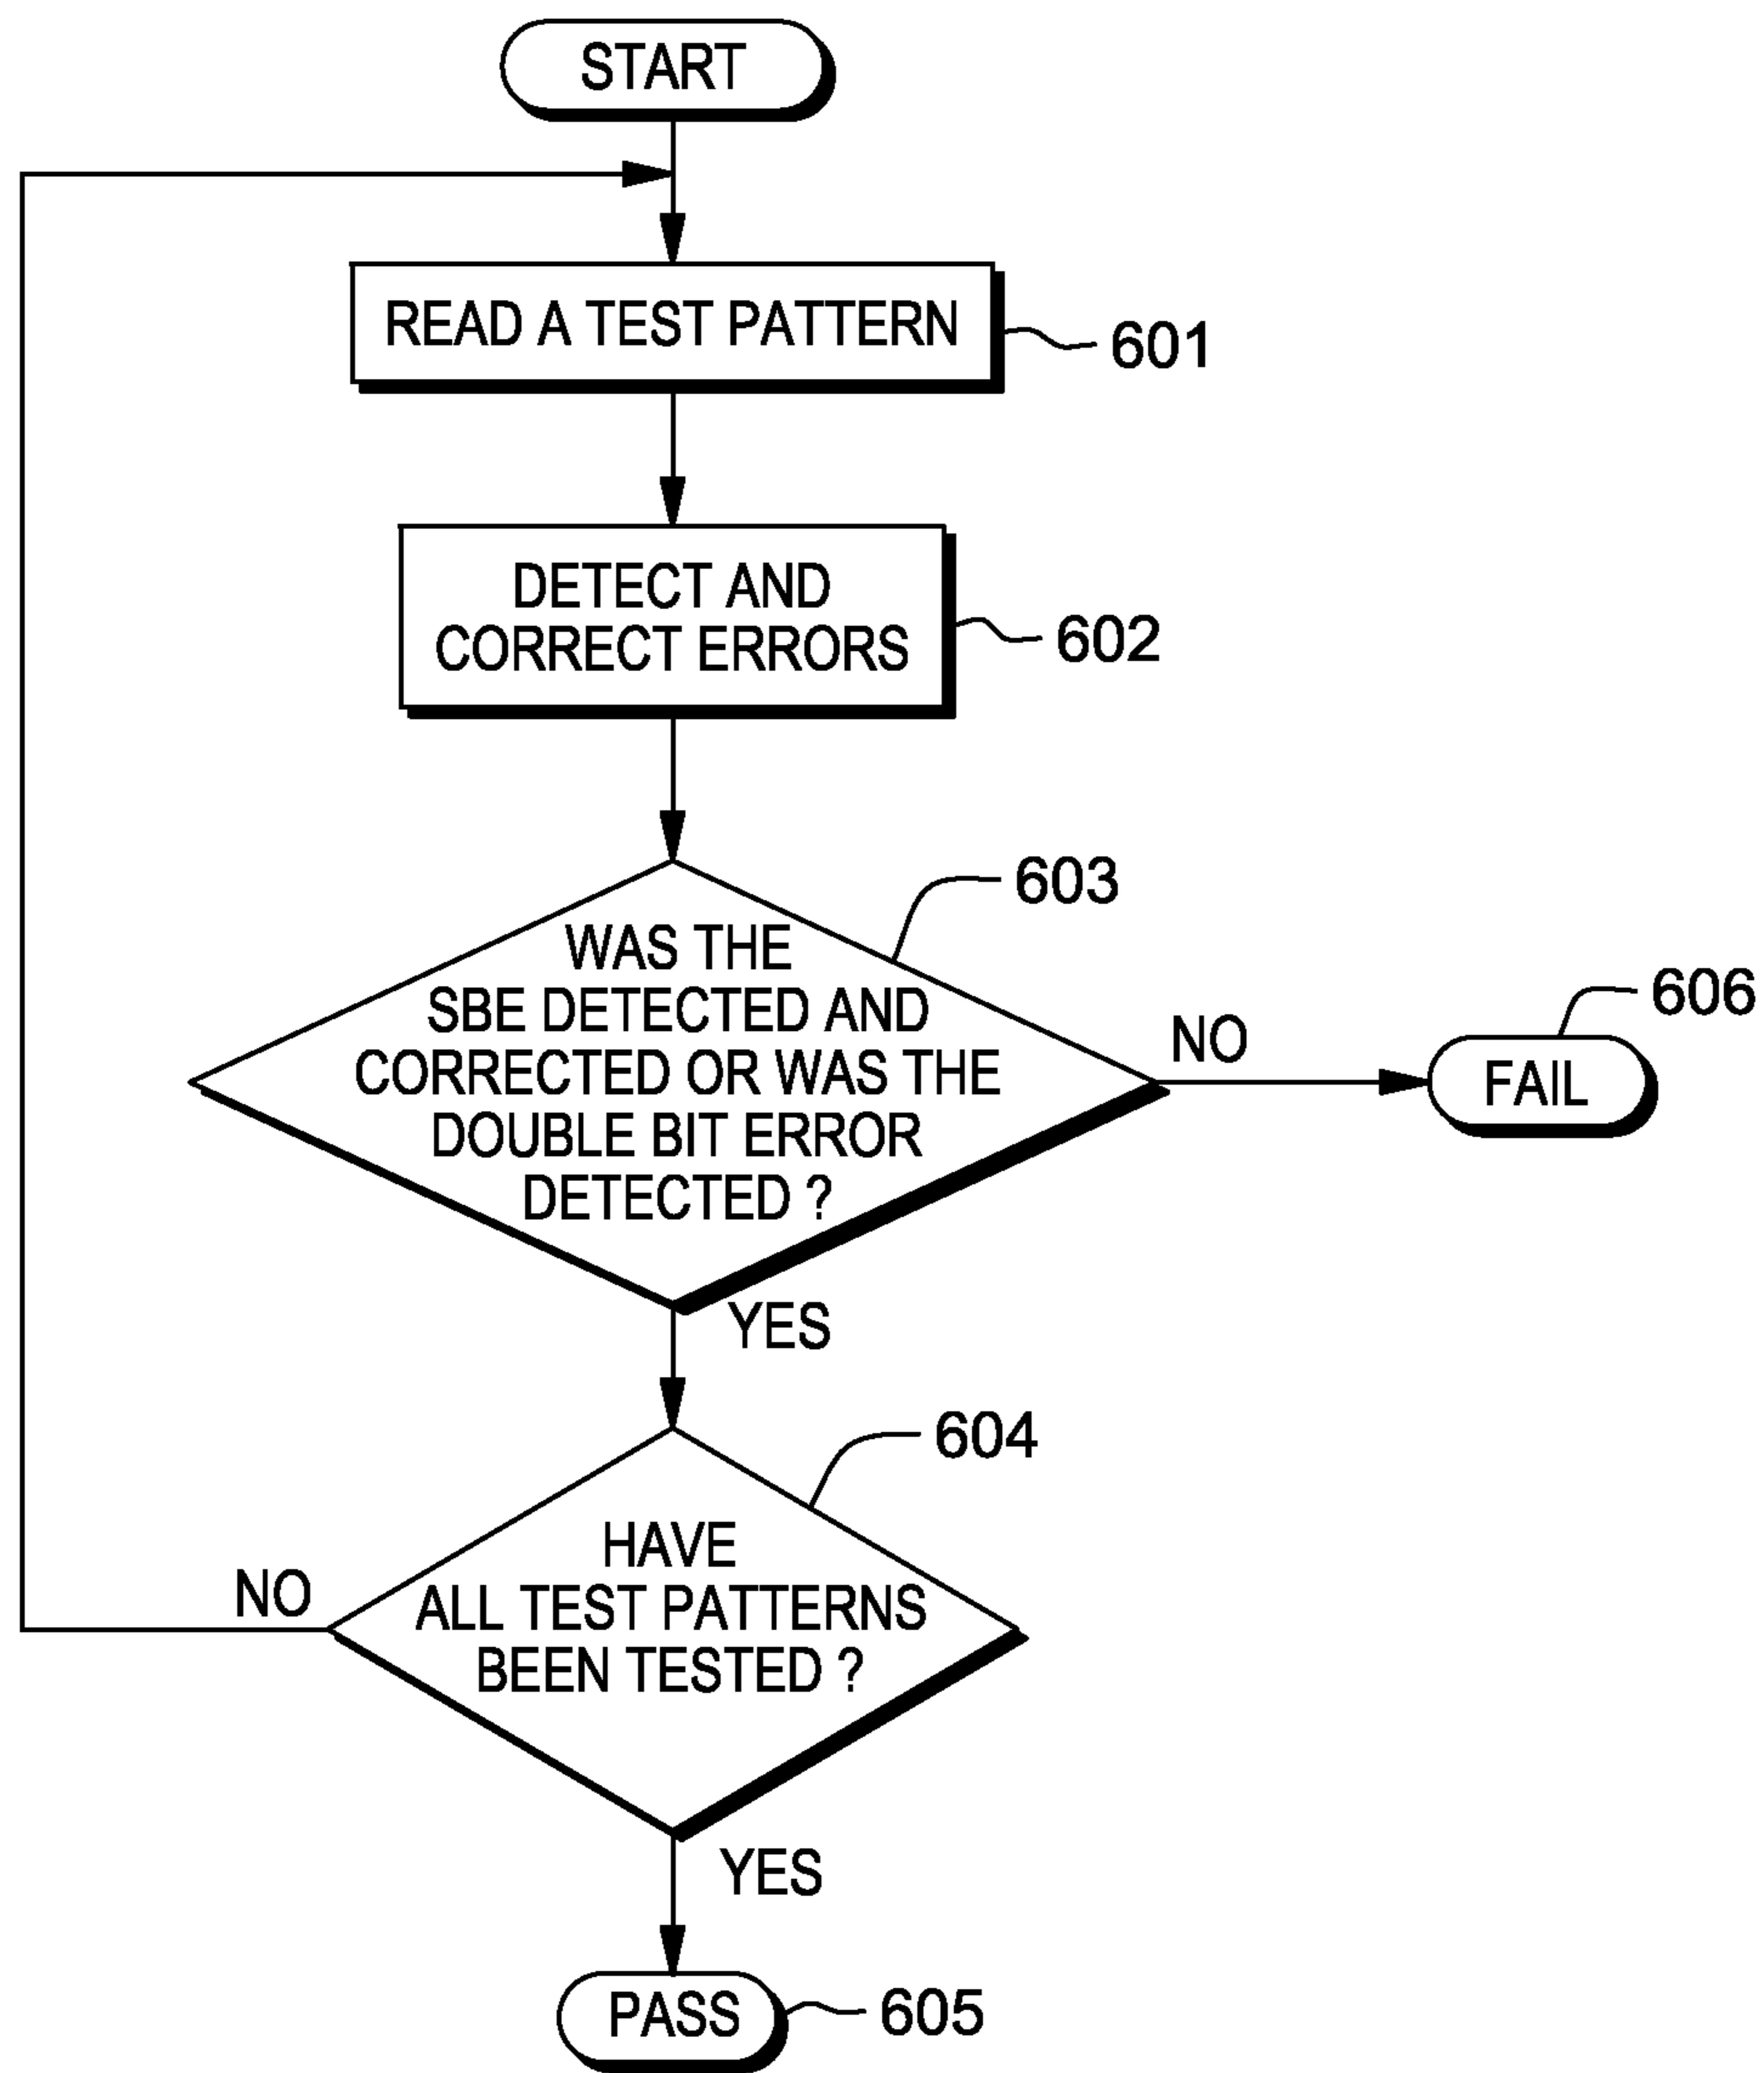 START
READ A TEST PATTERN
601
DETECT AND
CORRECT ERRORS
602
603
WAS THE
SBE DETECTED AND
CORRECTED OR WAS THE
DOUBLE BIT ERROR
DETECTED ?
NO
606
FAIL
YES
604
HAVE
ALL TEST PATTERNS
BEEN TESTED ?
NO
YES
PASS
605